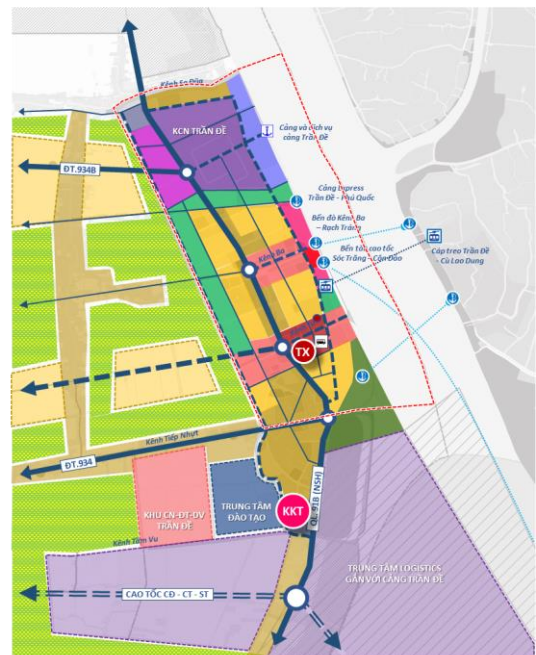 Kênh Sa Đôa
KCN TRẦN ĐỀ
Cảng và dịch vụ
cảng Trần Đề
ĐT.934B
Cảng Express
Trần Đề - Phú Quốc
Bến đò Kênh Ba
– Rạch Tráng
Kênh Ba
Bến tàu cao tốc
Sóc Trăng - Côn Đảo
Cáp treo Trần Đề
- Cù Lao Dung
TX
Kênh Tiếp Nhựt
ĐT.934
KHU CN-ĐT-DV
TRẦN ĐỀ
TRUNG TÂM
ĐÀO TẠO
KKT
QL.91B (NSH)
Kênh Tầm Vu
TRUNG TÂM LOGISTICS
GẮN VỚI CẢNG TRẦN ĐỀ
CAO TỐC CĐ - CT - ST